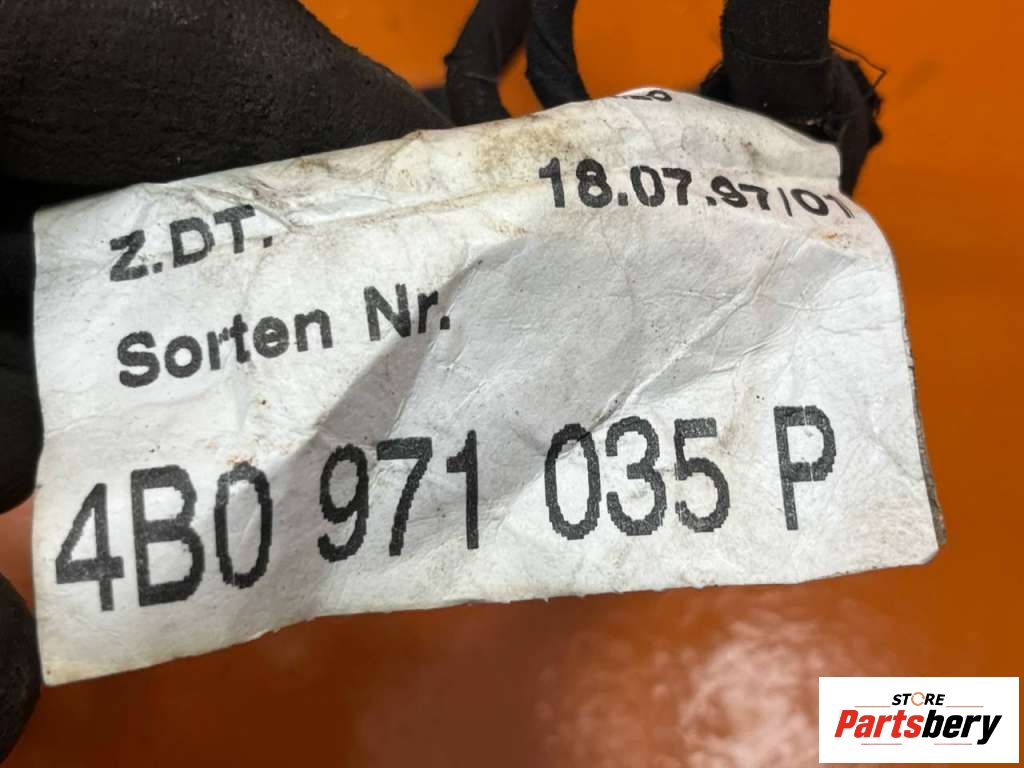 18.07.97/01
Z.DT.
Sorten Nr.
4B0 971 035 P
STORE
Partsbery